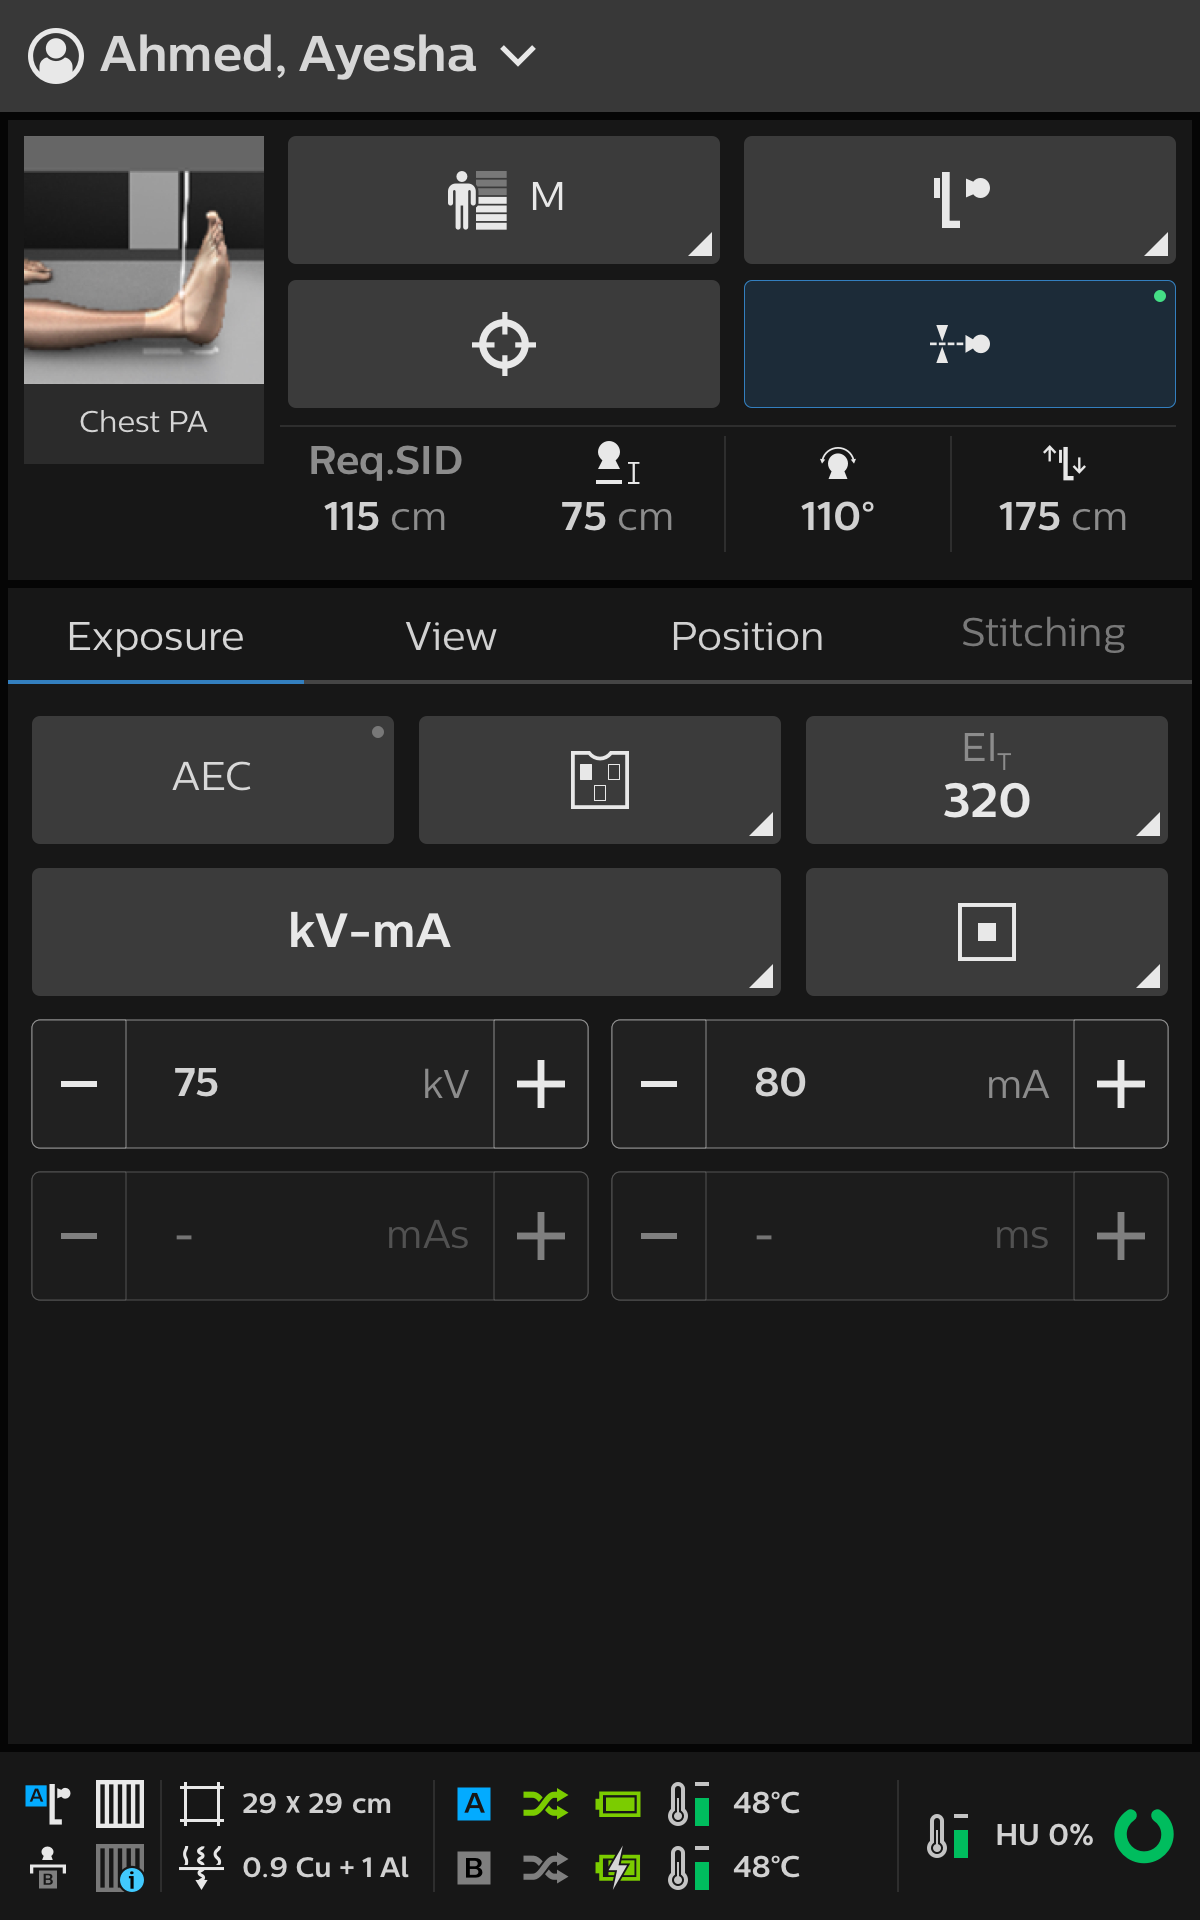 Ahmed, Ayesha
M
Chest PA
Req.SID
115 cm
75 cm
110°
175 cm
Exposure View Position Stitching
AEC
EIT
320
kV-mA
75 kV
80 mA
- mAs
- ms
A
29 x 29 cm
A
48°C
B
i
0.9 Cu + 1 Al
B
48°C
HU 0%